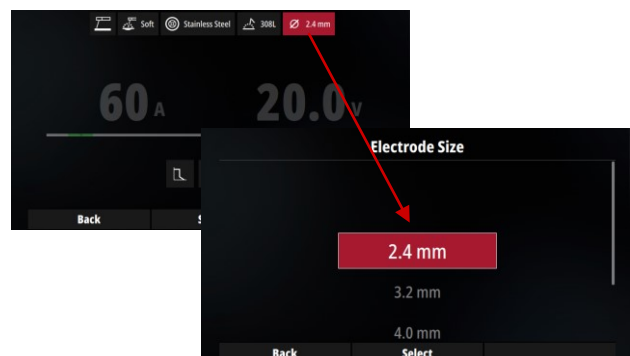 Soft Stainless Steel 308L 2.4 mm
60 A 20.0 V
Back S
Electrode Size
2.4 mm
3.2 mm
4.0 mm
Back Select